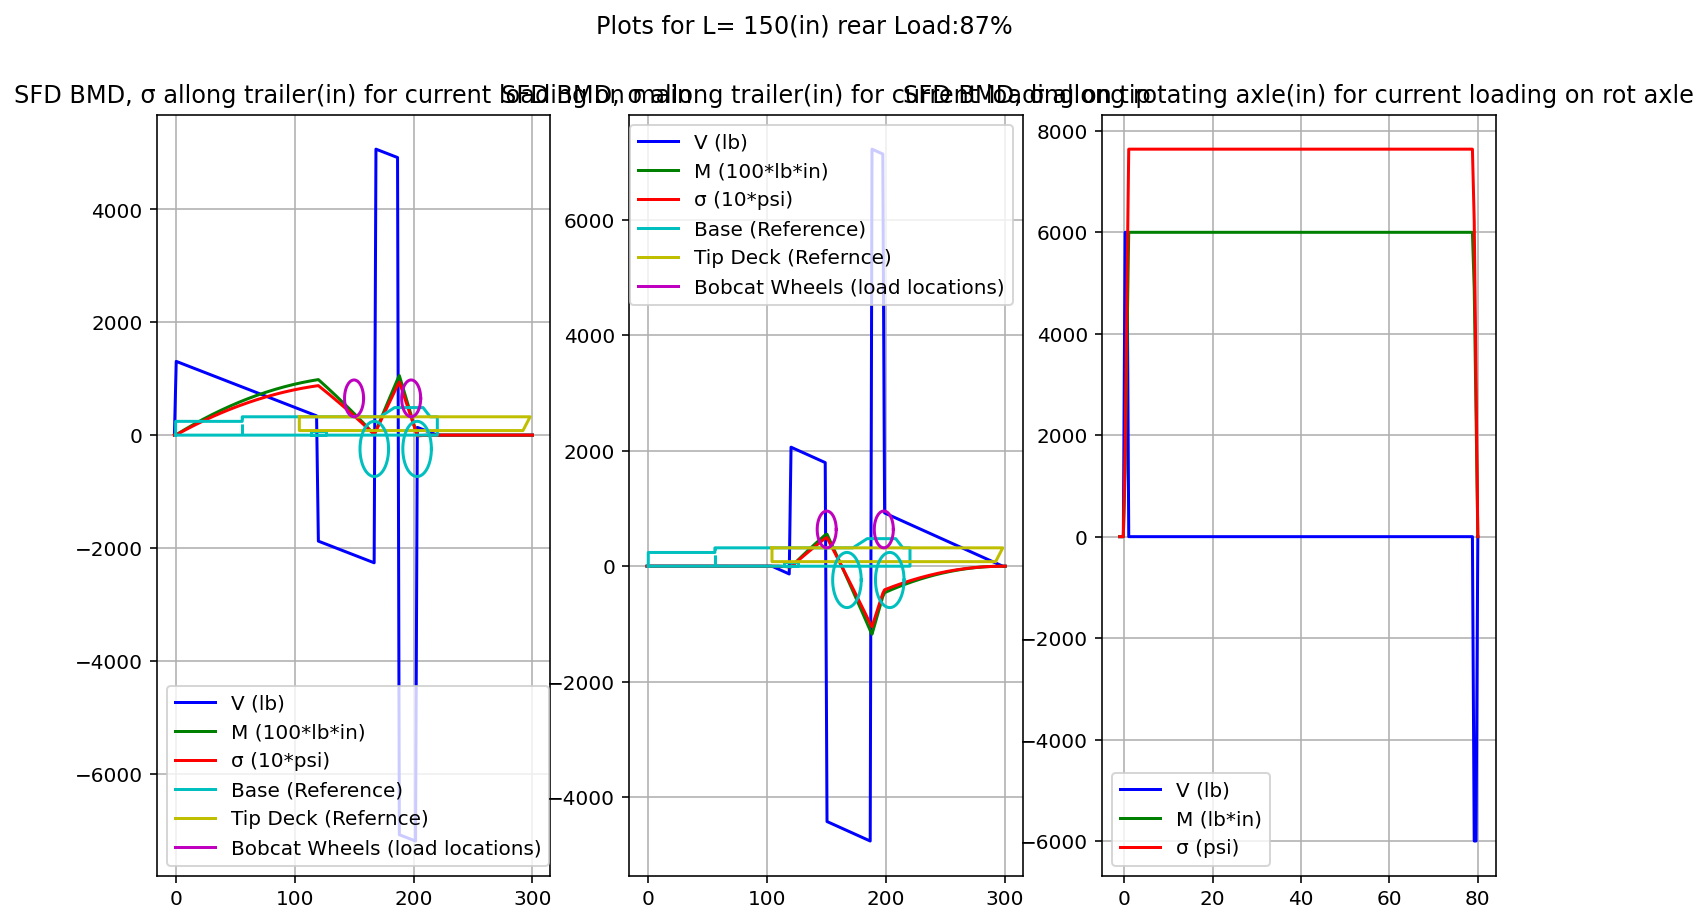 Plots for L= 150(in) rear Load:87%
SFD BMD, σ allong trailer(in) for current loading on main
SFD BMD, σ allong trailer(in) for current loading on tip
SFD BMD, σ allong rotating axle(in) for current loading on rot axle
4000
2000
0
−2000
−4000
−6000
0
100
200
300
V (lb)
M (100*lb*in)
σ (10*psi)
Base (Reference)
Tip Deck (Refernce)
Bobcat Wheels (load locations)
6000
4000
2000
0
−2000
−4000
0
100
200
300
V (lb)
M (100*lb*in)
σ (10*psi)
Base (Reference)
Tip Deck (Refernce)
Bobcat Wheels (load locations)
8000
6000
4000
2000
0
−2000
−4000
−6000
0
20
40
60
80
V (lb)
M (lb*in)
σ (psi)